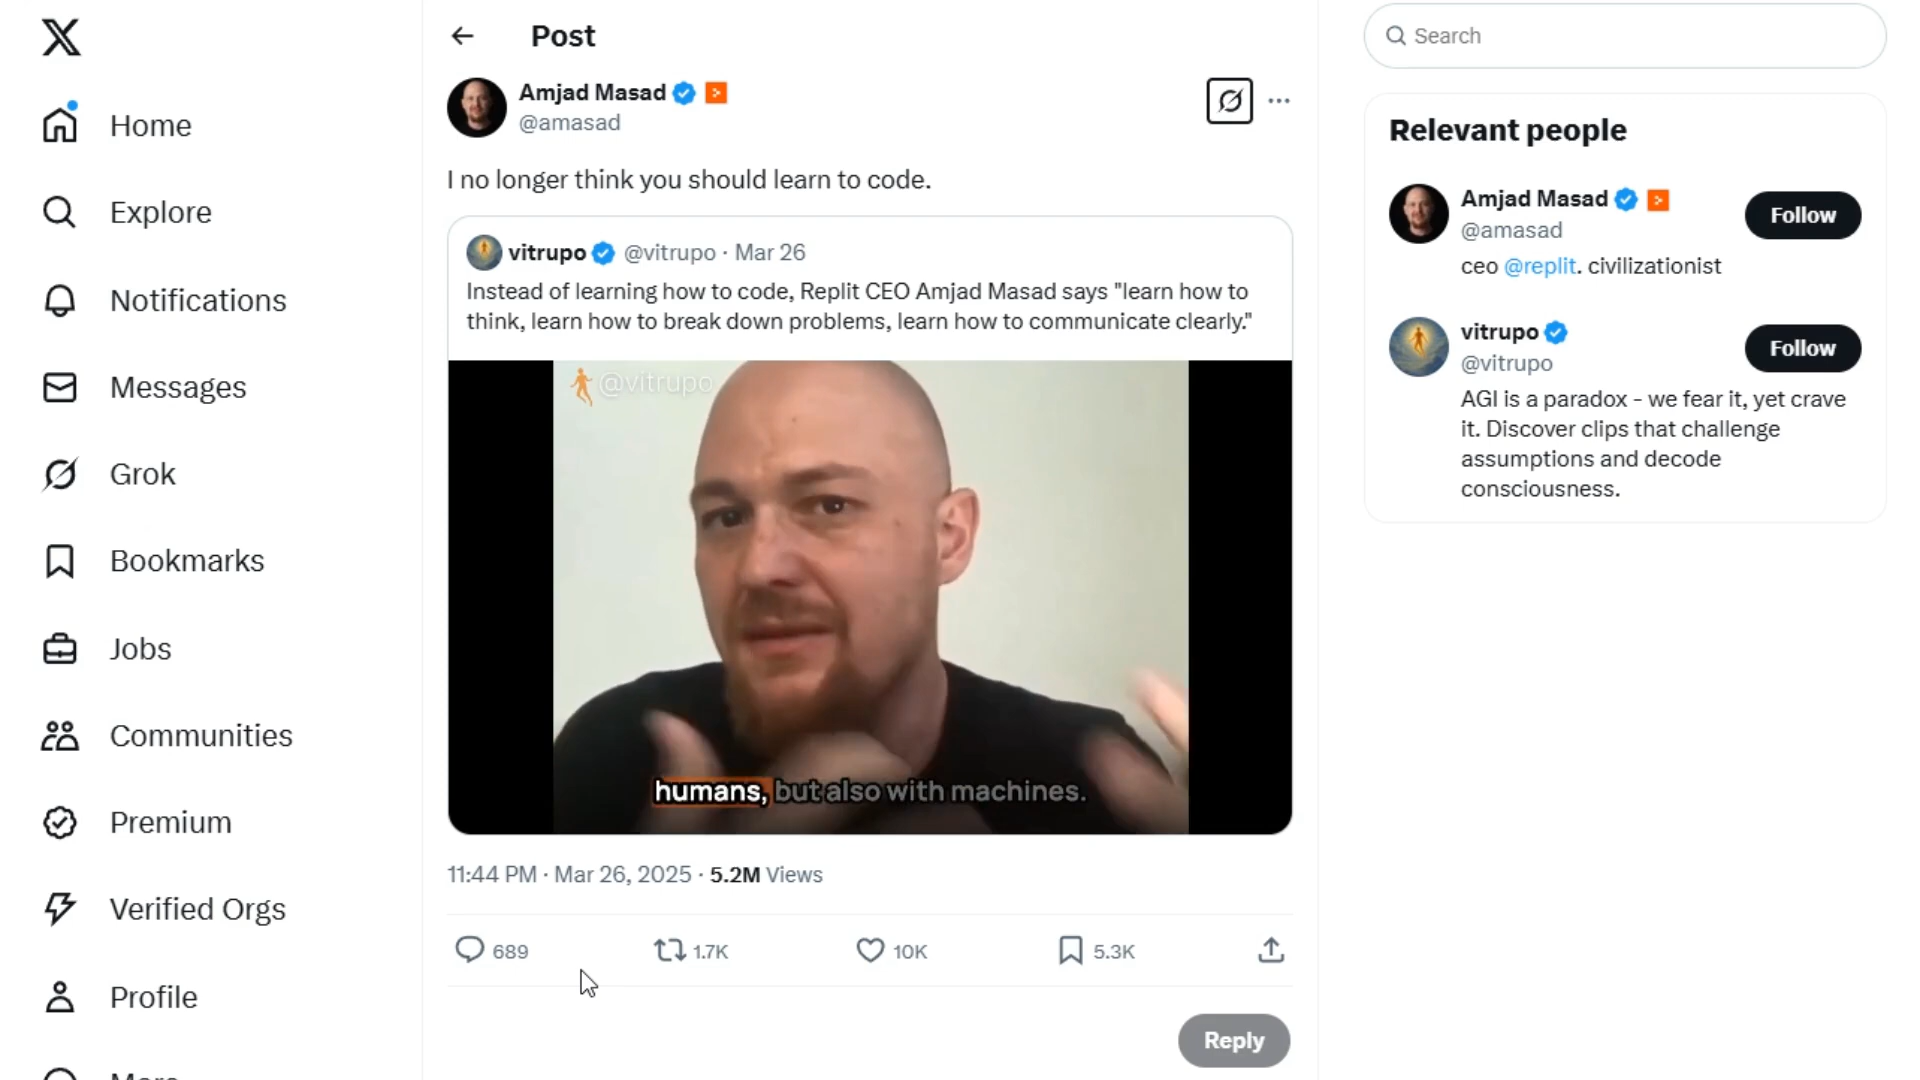 Post
Search
Home
Explore
Notifications
Messages
Grok
Bookmarks
Jobs
Communities
Premium
Verified Orgs
Profile
More
Amjad Masad
@amasad
I no longer think you should learn to code.
vitrupo @vitrupo · Mar 26
Instead of learning how to code, Replit CEO Amjad Masad says "learn how to
think, learn how to break down problems, learn how to communicate clearly."
@vitrupo
humans, but also with machines.
11:44 PM · Mar 26, 2025 · 5.2M Views
689 1.7K 10K 5.3K
Reply
Relevant people
Amjad Masad
@amasad
Follow
ceo @replit. civilizationist
vitrupo
@vitrupo
Follow
AGI is a paradox - we fear it, yet crave
it. Discover clips that challenge
assumptions and decode
consciousness.